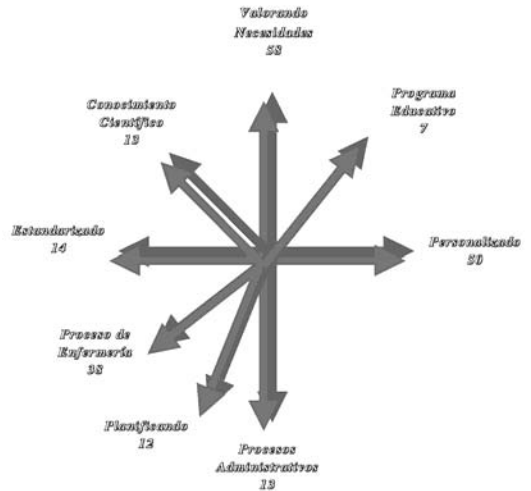 Valorando
Necesidades
58
Programa
Educativo
7
Conocimiento
Científico
13
Estandarizado
14
Personalizado
50
Proceso de
Enfermería
38
Planificando
12
Procesos
Administrativos
13